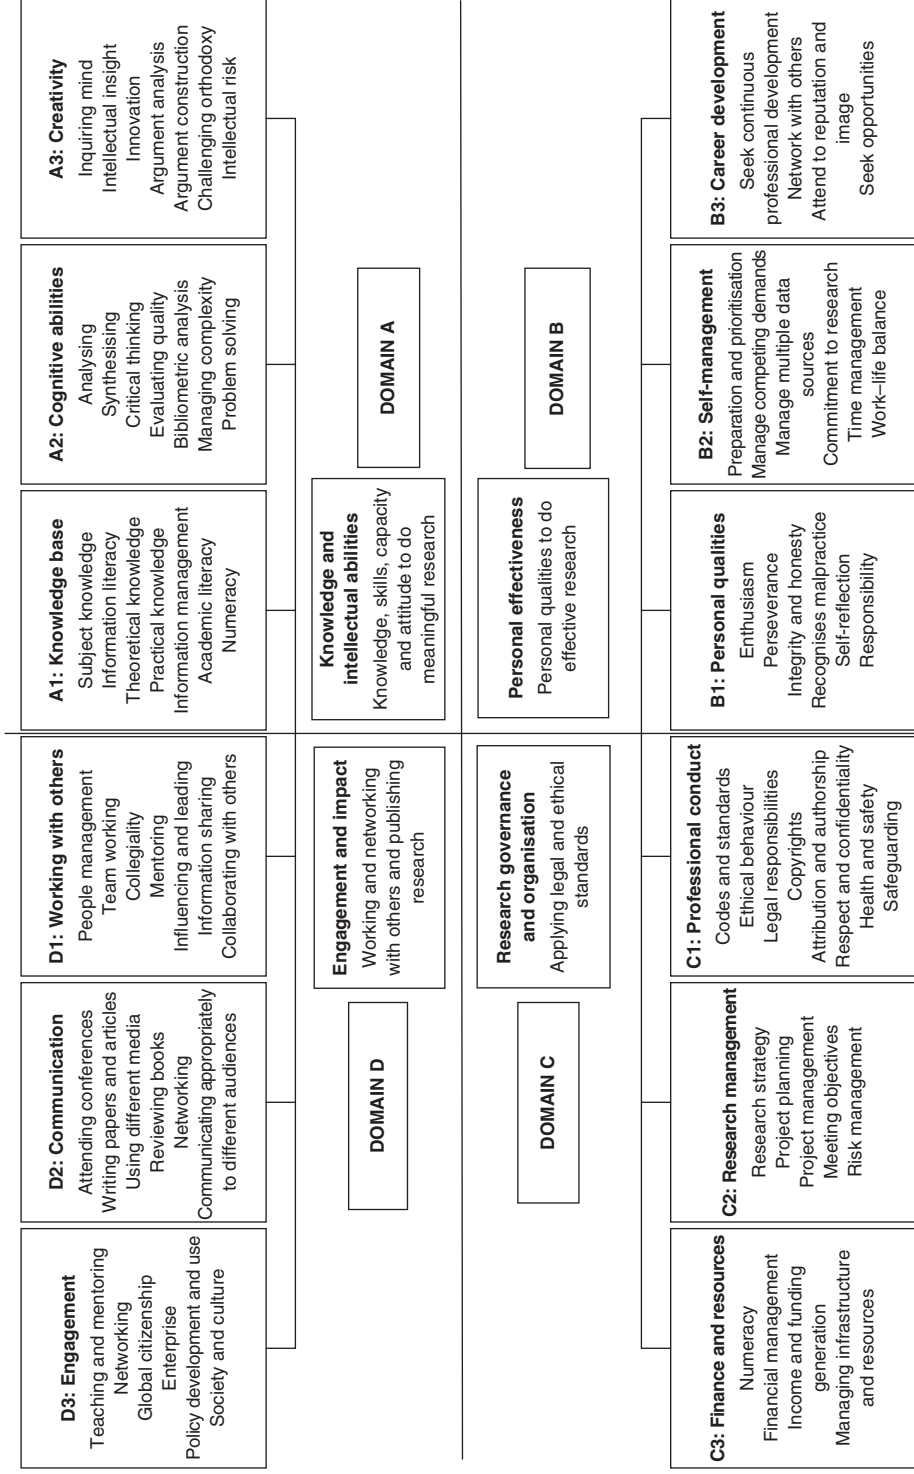 D3: Engagement
Teaching and mentoring
Networking
Global citizenship
Enterprise
Policy development and use
Society and culture
D2: Communication
Attending conferences
Writing papers and articles
Using different media
Reviewing books
Networking
Communicating appropriately
to different audiences
D1: Working with others
People management
Team working
Collegiality
Mentoring
Influencing and leading
Information sharing
Collaborating with others
A1: Knowledge base
Subject knowledge
Information literacy
Theoretical knowledge
Practical knowledge
Information management
Academic literacy
Numeracy
A2: Cognitive abilities
Analysing
Synthesising
Critical thinking
Evaluating quality
Bibliometric analysis
Managing complexity
Problem solving
A3: Creativity
Inquiring mind
Intellectual insight
Innovation
Argument analysis
Argument construction
Challenging orthodoxy
Intellectual risk
DOMAIN D
Engagement and impact
Working and networking
with others and publishing
research
Knowledge and
intellectual abilities
Knowledge, skills, capacity
and attitude to do
meaningful research
DOMAIN A
DOMAIN C
Research governance
and organisation
Applying legal and ethical
standards
Personal effectiveness
Personal qualities to do
effective research
DOMAIN B
C3: Finance and resources
Numeracy
Financial management
Income and funding
generation
Managing infrastructure
and resources
C2: Research management
Research strategy
Project planning
Project management
Meeting objectives
Risk management
C1: Professional conduct
Codes and standards
Ethical behaviour
Legal responsibilities
Copyrights
Attribution and authorship
Respect and confidentiality
Health and safety
Safeguarding
B1: Personal qualities
Enthusiasm
Perseverance
Integrity and honesty
Recognises malpractice
Self-reflection
Responsibility
B2: Self-management
Preparation and prioritisation
Manage competing demands
Manage multiple data
sources
Commitment to research
Time management
Work–life balance
B3: Career development
Seek continuous
professional development
Network with others
Attend to reputation and
image
Seek opportunities